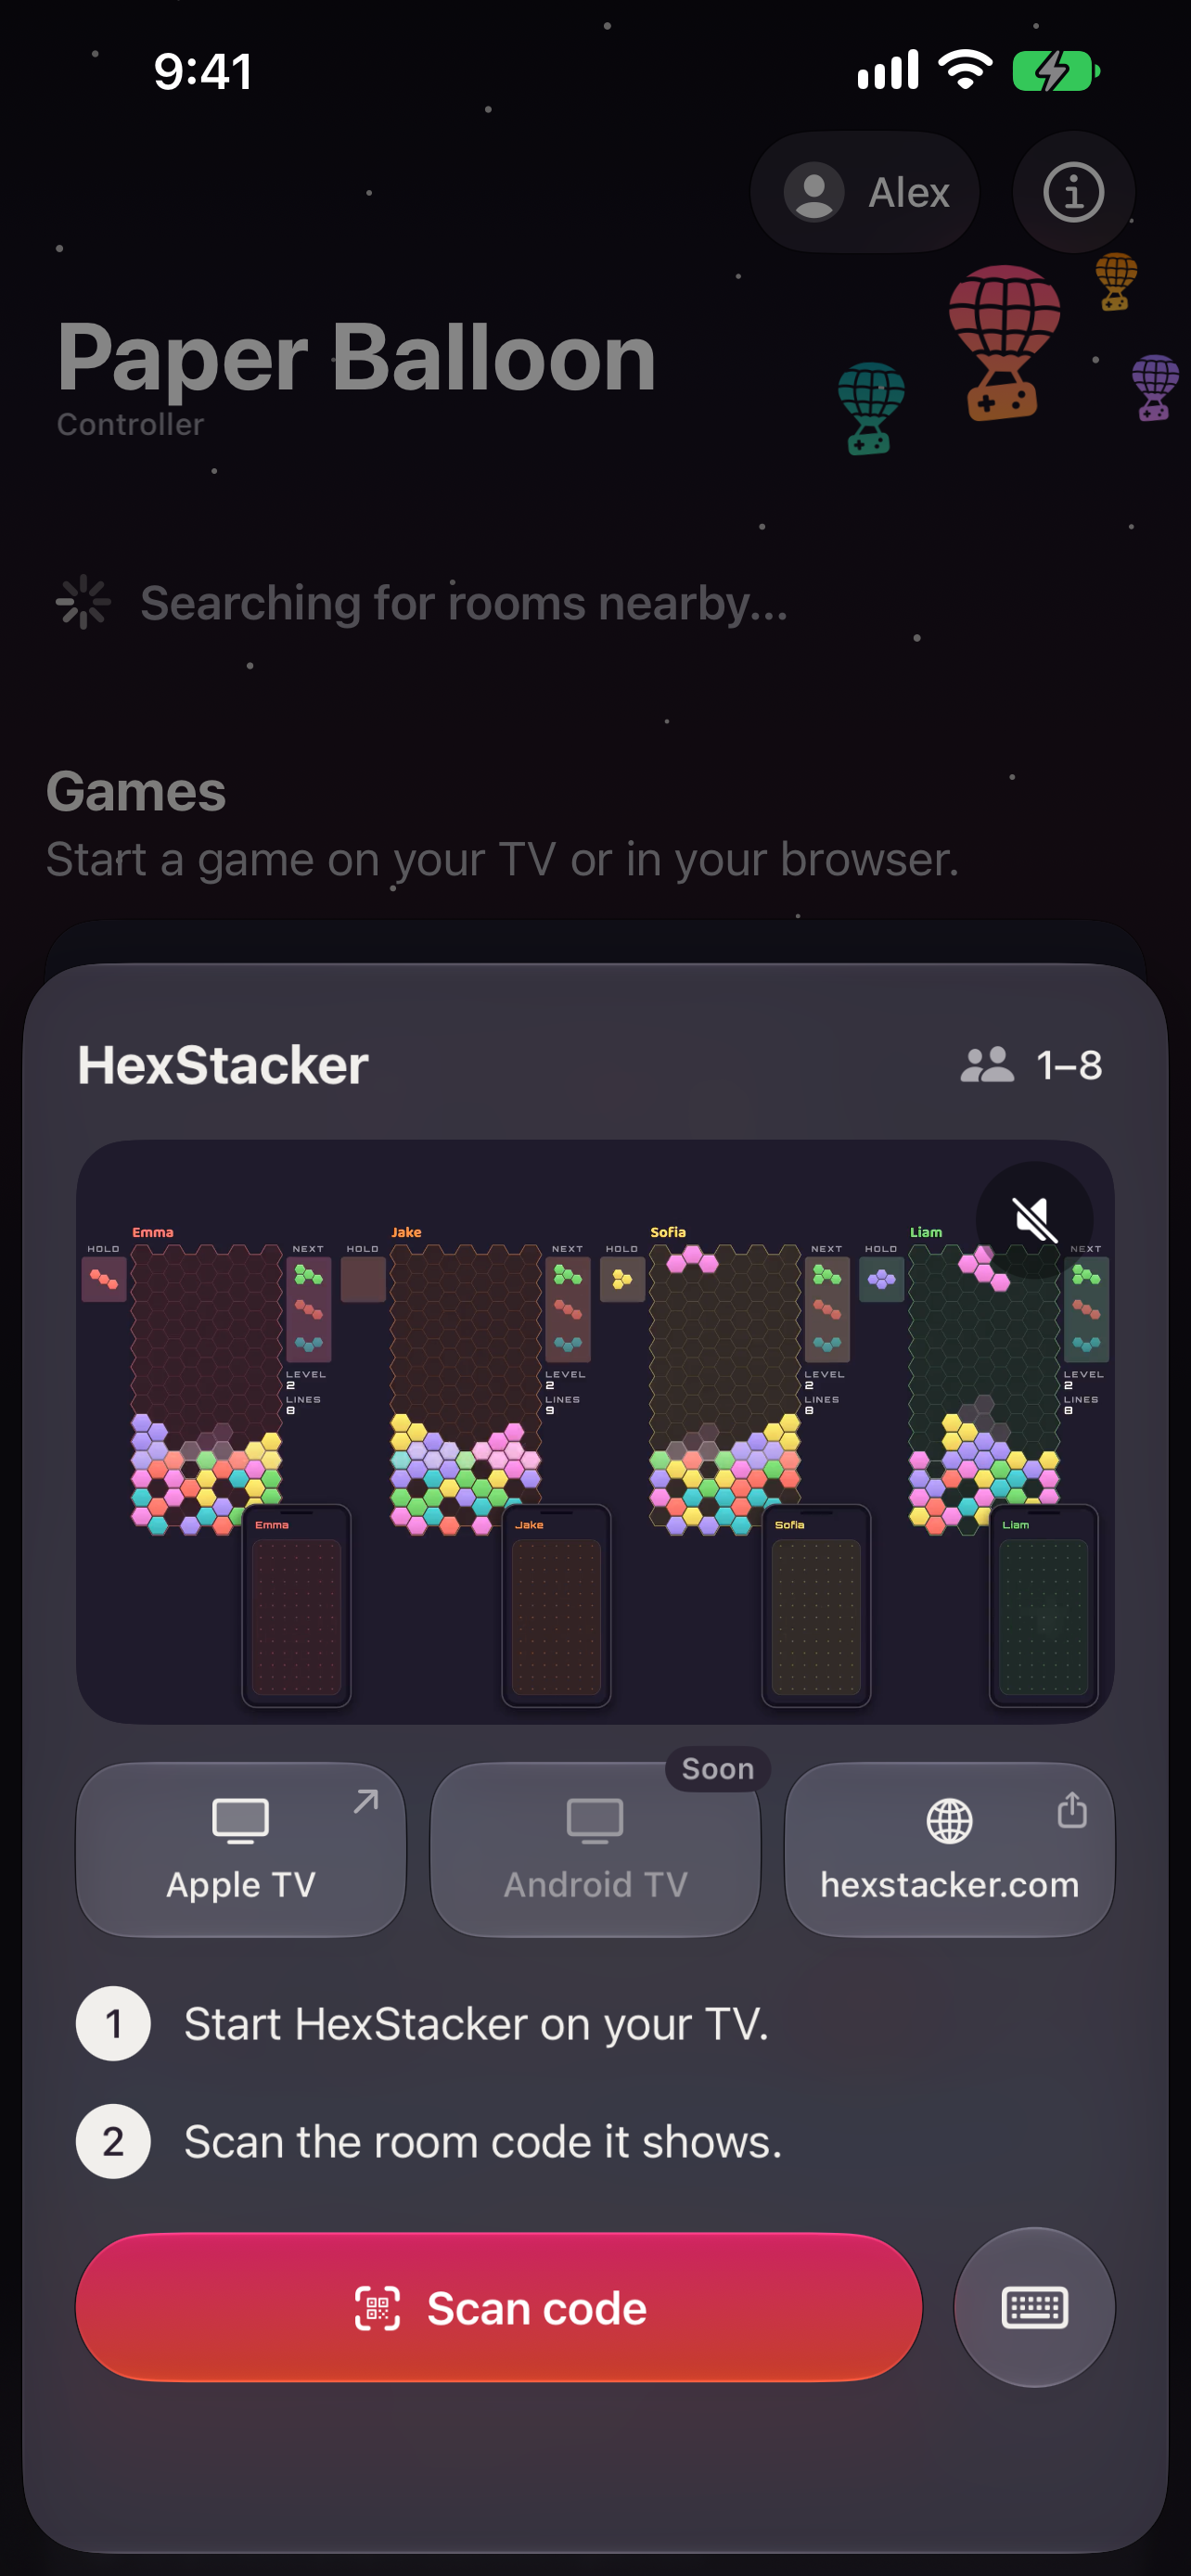 9:41
Alex
Paper Balloon
Controller
Searching for rooms nearby...
Games
Start a game on your TV or in your browser.
HexStacker
1–8
Emma
Jake
Sofia
Liam
HOLD
NEXT
HOLD
NEXT
HOLD
NEXT
HOLD
NEXT
LEVEL
2
LINES
8
LEVEL
2
LINES
9
LEVEL
2
LINES
8
LEVEL
2
LINES
8
Emma
Jake
Sofia
Liam
Soon
Apple TV
Android TV
hexstacker.com
1 Start HexStacker on your TV.
2 Scan the room code it shows.
Scan code